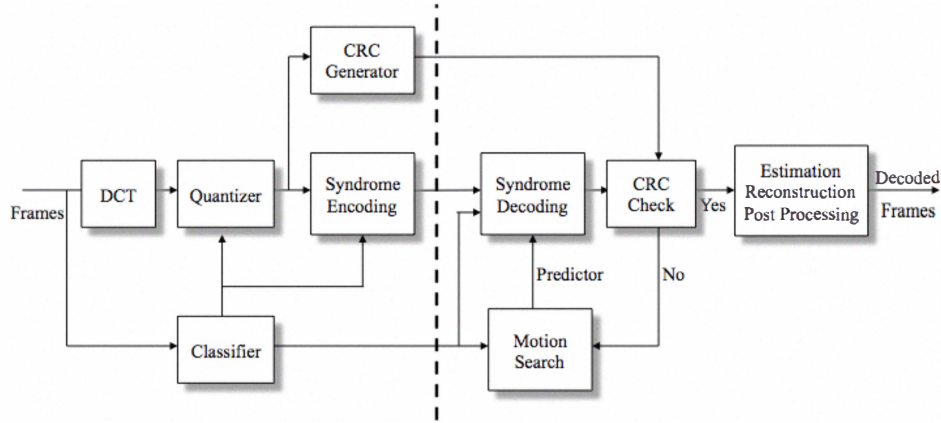 CRC
Generator
Frames
DCT
Quantizer
Syndrome
Encoding
Syndrome
Decoding
CRC
Check
Yes
Estimation
Reconstruction
Post Processing
Decoded
Frames
Predictor
No
Classifier
Motion
Search